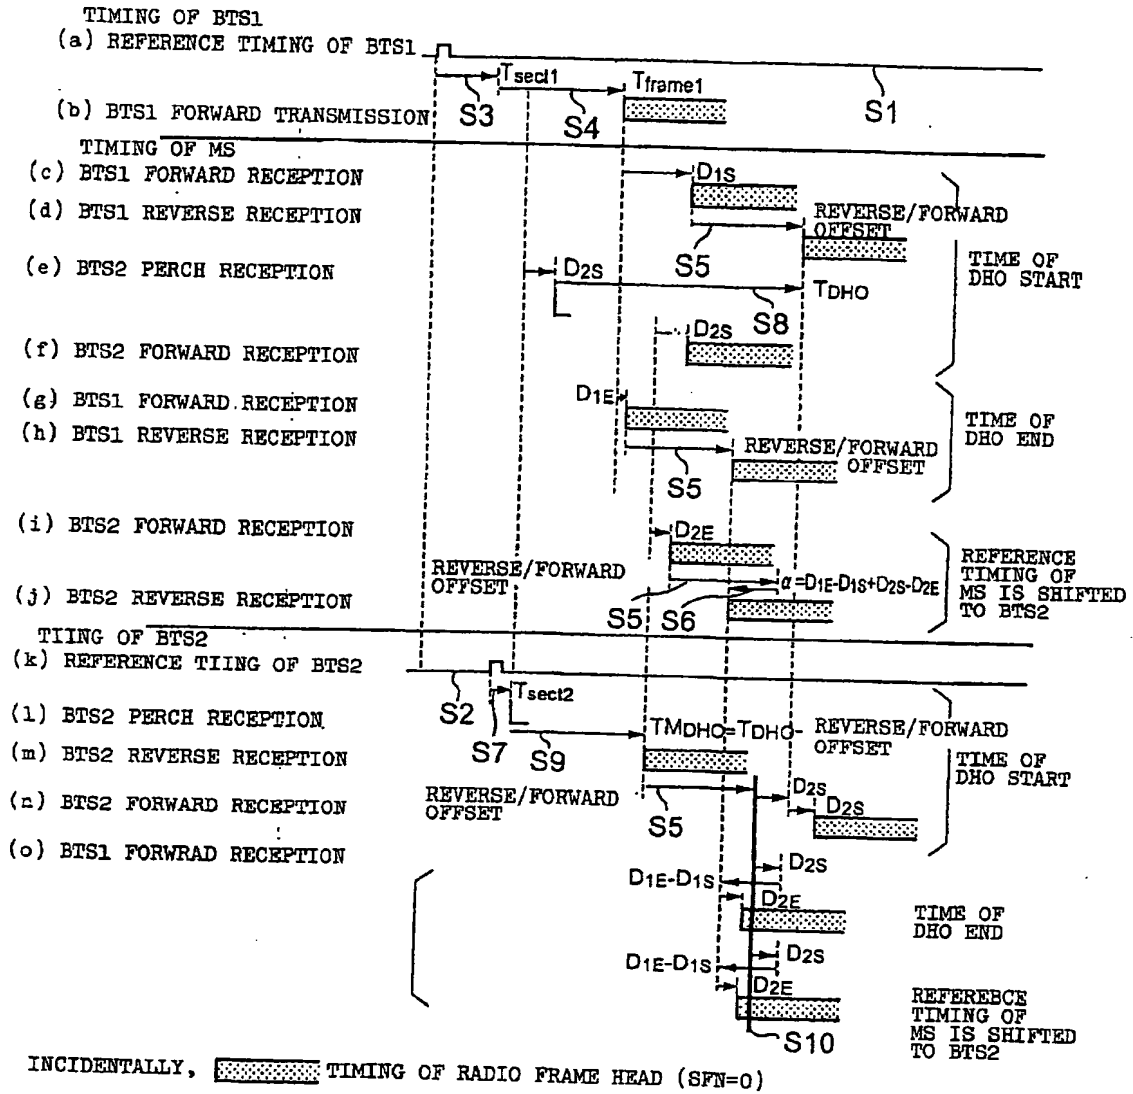 TIMING OF BTS1
(a) REFERENCE TIMING OF BTS1
S1
Tsect1
Tframe1
S3
S4
(b) BTS1 FORWARD TRANSMISSION
TIMING OF MS
(c) BTS1 FORWARD RECEPTION
D1S
(d) BTS1 REVERSE RECEPTION
REVERSE/FORWARD
OFFSET
S5
(e) BTS2 PERCH RECEPTION
D2S
TDHO
S8
TIME OF
DHO START
(f) BTS2 FORWARD RECEPTION
D2S
(g) BTS1 FORWARD RECEPTION
D1E
(h) BTS1 REVERSE RECEPTION
REVERSE/FORWARD
OFFSET
S5
TIME OF
DHO END
(i) BTS2 FORWARD RECEPTION
D2E
REVERSE/FORWARD
OFFSET
α=D1E-D1S+D2S-D2E
(j) BTS2 REVERSE RECEPTION
S5
S6
REFERENCE
TIMING OF
MS IS SHIFTED
TO BTS2
TIING OF BTS2
(k) REFERENCE TIING OF BTS2
S2
Tsect2
S7
(l) BTS2 PERCH RECEPTION
S9
TMDHO=TDHO-
REVERSE/FORWARD
OFFSET
(m) BTS2 REVERSE RECEPTION
TIME OF
DHO START
(n) BTS2 FORWARD RECEPTION
REVERSE/FORWARD
OFFSET
S5
D2S
D2S
(o) BTS1 FORWRAD RECEPTION
D2S
D1E-D1S
D2E
TIME OF
DHO END
D2S
D1E-D1S
D2E
REFEREBCE
TIMING OF
MS IS SHIFTED
TO BTS2
S10
INCIDENTALLY, TIMING OF RADIO FRAME HEAD (SFN=0)